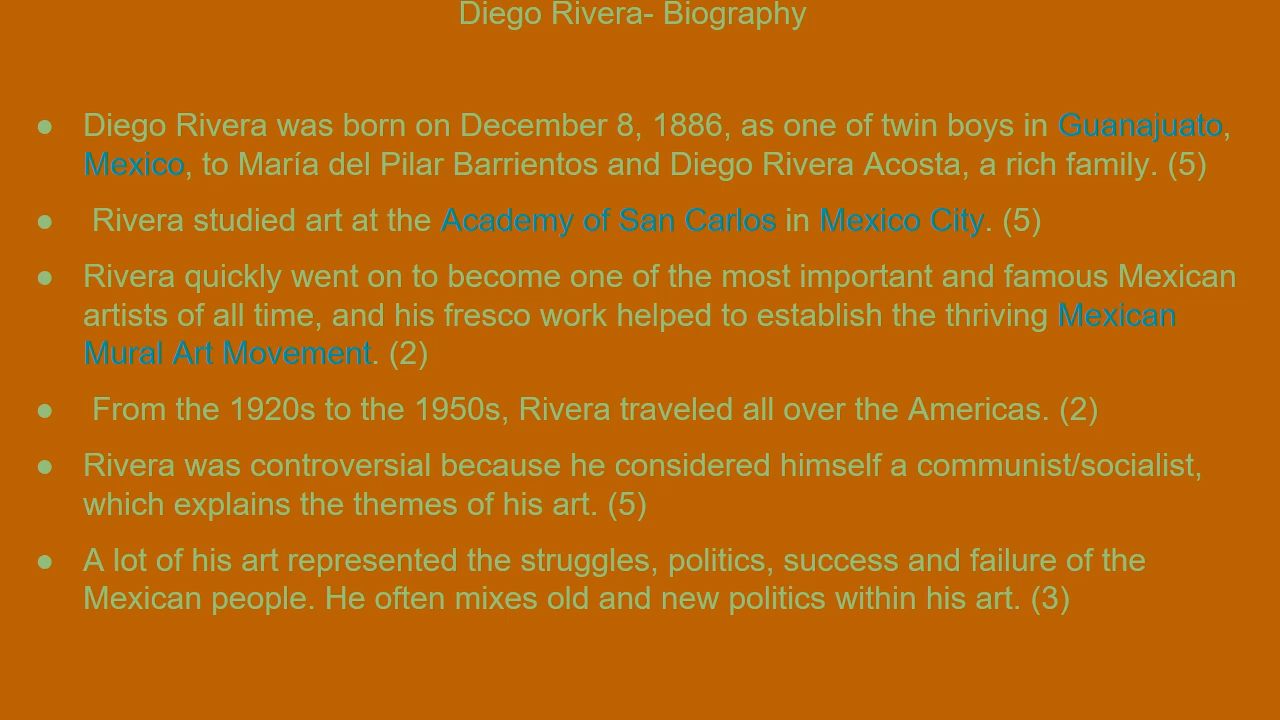 Diego Rivera- Biography
● Diego Rivera was born on December 8, 1886, as one of twin boys in Guanajuato,
Mexico, to María del Pilar Barrientos and Diego Rivera Acosta, a rich family. (5)
● Rivera studied art at the Academy of San Carlos in Mexico City. (5)
● Rivera quickly went on to become one of the most important and famous Mexican
artists of all time, and his fresco work helped to establish the thriving Mexican
Mural Art Movement. (2)
● From the 1920s to the 1950s, Rivera traveled all over the Americas. (2)
● Rivera was controversial because he considered himself a communist/socialist,
which explains the themes of his art. (5)
● A lot of his art represented the struggles, politics, success and failure of the
Mexican people. He often mixes old and new politics within his art. (3)